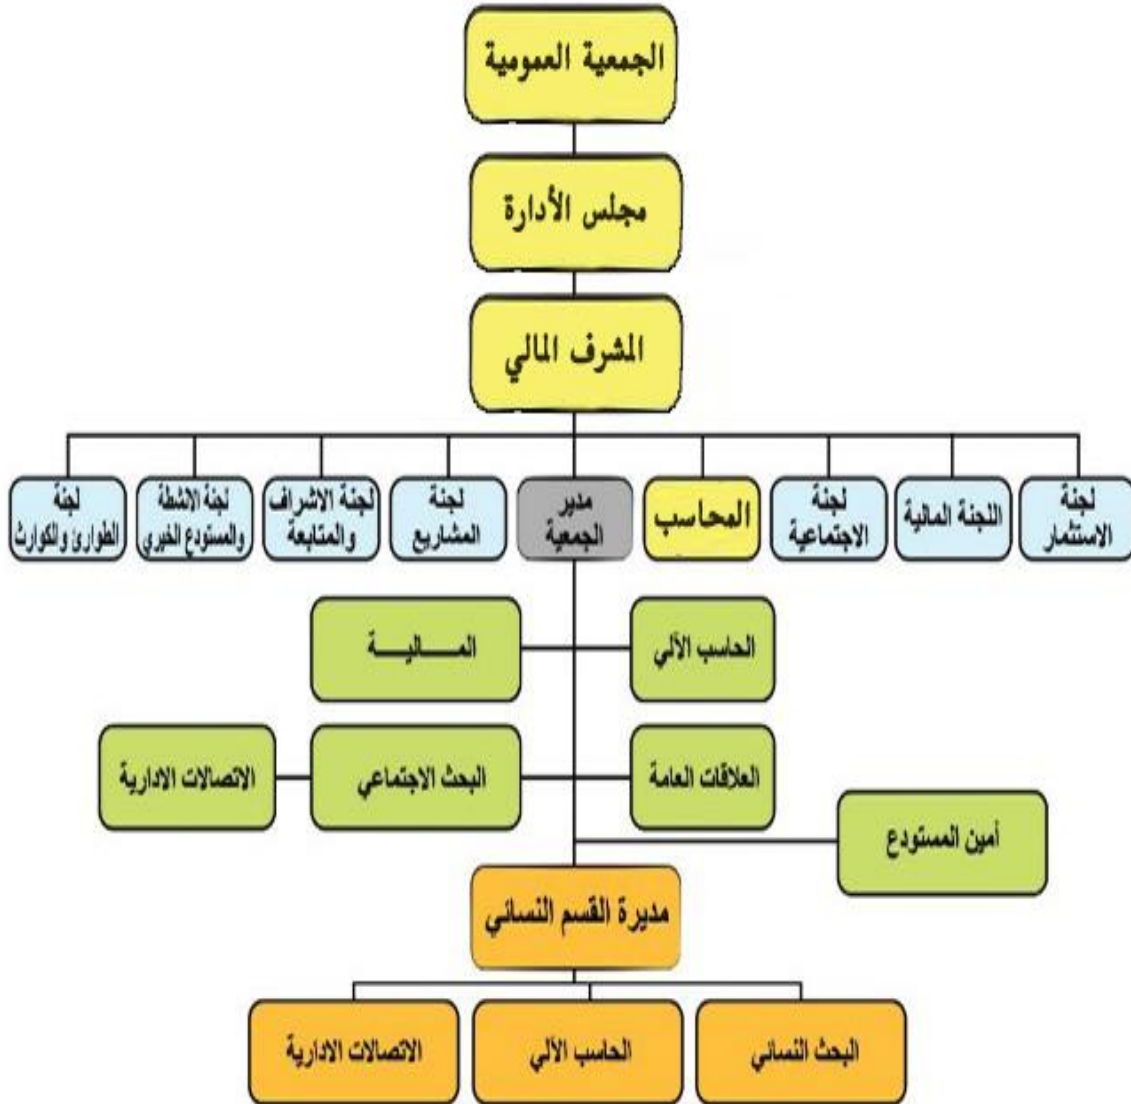 الجمعية العمومية
مجلس الأدارة
المشرف المالي
لجنة
الاستثمار
اللجنة المالية
لجنة
الاجتماعية
المحاسب
مدير
الجمعية
لجنة
المشاريع
لجنة الاشراف
والمتابعة
لجنة الانشطة
والمستودع الخيري
لجنة
الطوارئ والكوارث
الحاسب الآلي
المـــــاليـــــة
العلاقات العامة
البحث الاجتماعي
الاتصالات الادارية
أمين المستودع
مديرة القسم النسائي
البحث النسائي
الحاسب الآلي
الاتصالات الادارية